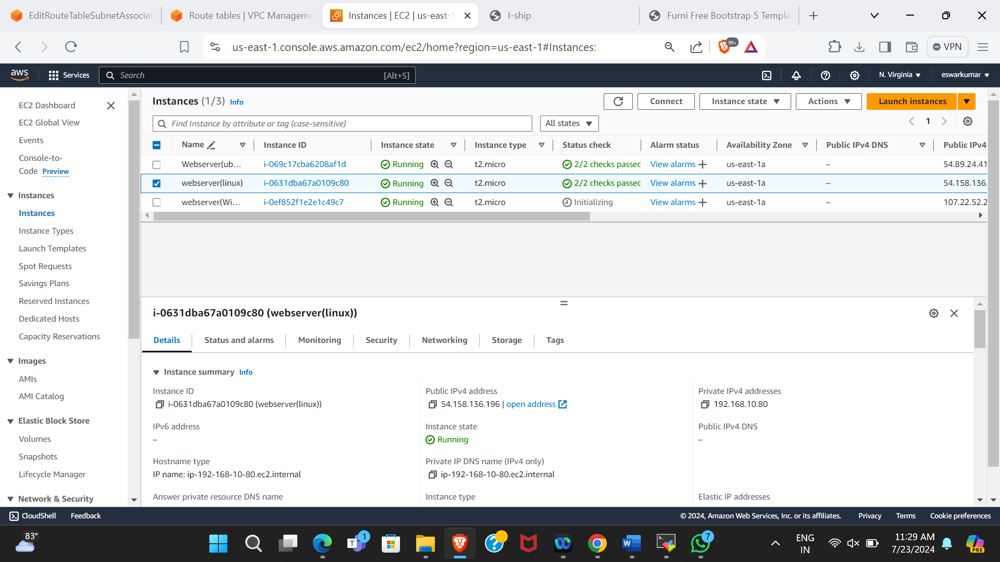 EditRouteTableSubnetAssociat
Route tables | VPC Manageme
Instances | EC2 | us-east-1
I-ship
Furni Free Bootstrap 5 Templa
us-east-1.console.aws.amazon.com/ec2/home?region=us-east-1#Instances:
99+
VPN
aws
Services
Search
[Alt+S]
N. Virginia
eswarkumar
EC2 Dashboard
EC2 Global View
Events
Console-to-
Code Preview
Instances
Instances
Instance Types
Launch Templates
Spot Requests
Savings Plans
Reserved Instances
Dedicated Hosts
Capacity Reservations
Images
AMIs
AMI Catalog
Elastic Block Store
Volumes
Snapshots
Lifecycle Manager
Network & Security
Instances (1/3) Info
Connect
Instance state
Actions
Launch instances
Find Instance by attribute or tag (case-sensitive)
All states
1
Name Instance ID Instance state Instance type Status check Alarm status Availability Zone Public IPv4 DNS Public IPv4
Webserver(ub... i-069c17cba6208af1d Running t2.micro 2/2 checks passec View alarms + us-east-1a – 54.89.24.41
webserver(linux) i-0631dba67a0109c80 Running t2.micro 2/2 checks passec View alarms + us-east-1a – 54.158.136.
webserver(Wi... i-0ef852f1e2e1c49c7 Running t2.micro Initializing View alarms + us-east-1a – 107.22.52.2
i-0631dba67a0109c80 (webserver(linux))
Details Status and alarms Monitoring Security Networking Storage Tags
Instance summary Info
Instance ID
i-0631dba67a0109c80 (webserver(linux))
Public IPv4 address
54.158.136.196 | open address
Private IPv4 addresses
192.168.10.80
IPv6 address
–
Instance state
Running
Public IPv4 DNS
–
Hostname type
IP name: ip-192-168-10-80.ec2.internal
Private IP DNS name (IPv4 only)
ip-192-168-10-80.ec2.internal
Answer private resource DNS name
Instance type
Elastic IP addresses
CloudShell
Feedback
© 2024, Amazon Web Services, Inc. or its affiliates.
Privacy
Terms
Cookie preferences
83°
1
7
ENG
IN
11:29 AM
7/23/2024
PRE